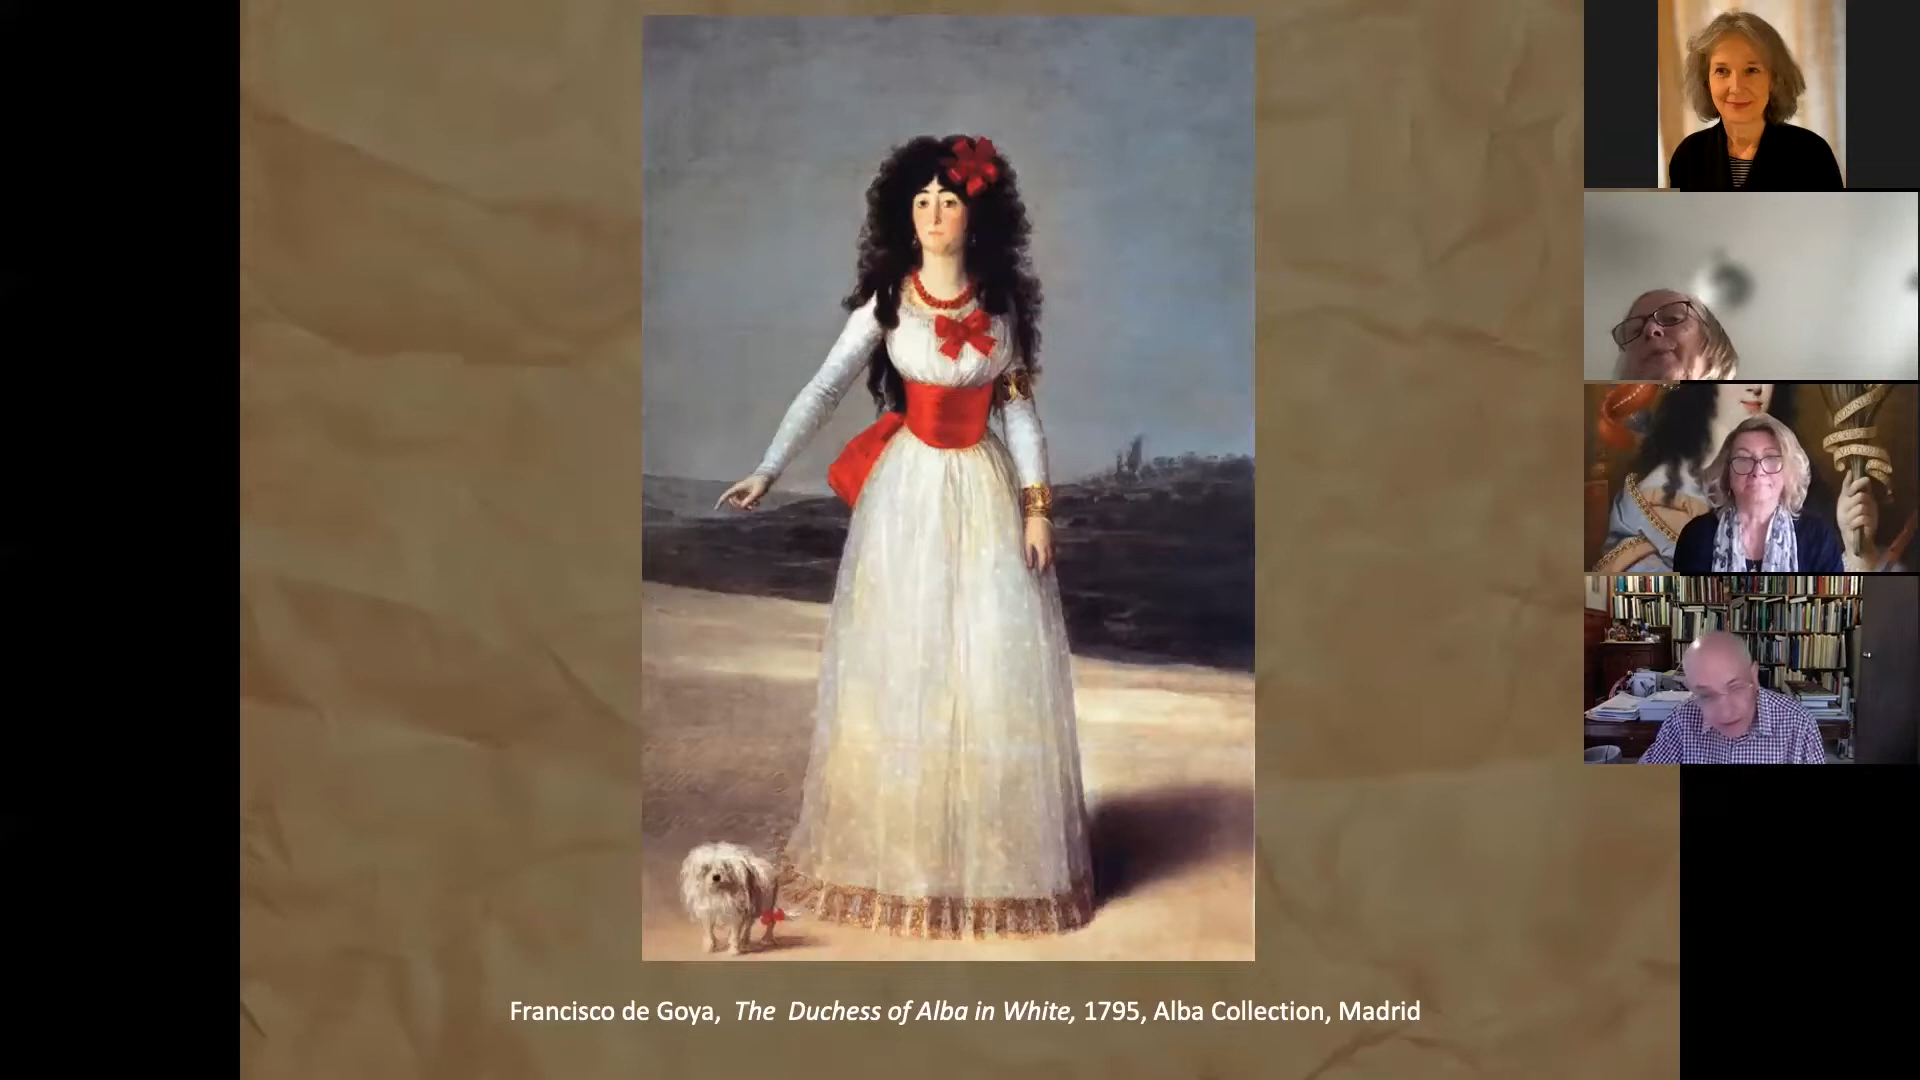 Francisco de Goya, The Duchess of Alba in White, 1795, Alba Collection, Madrid